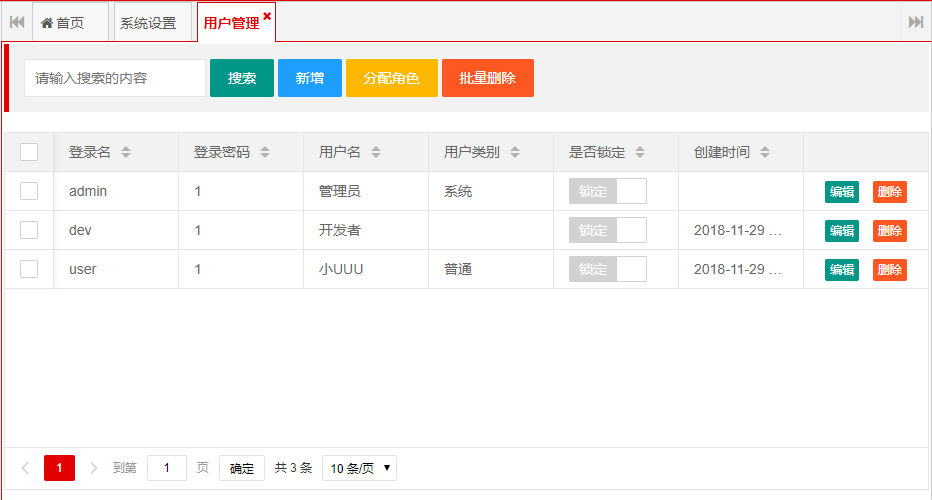 首页 系统设置 用户管理
请输入搜索的内容 搜索 新增 分配角色 批量删除
登录名 登录密码 用户名 用户类别 是否锁定 创建时间
admin 1 管理员 系统 锁定 编辑 删除
dev 1 开发者 锁定 2018-11-29 ... 编辑 删除
user 1 小UUU 普通 锁定 2018-11-29 ... 编辑 删除
1 到第 1 页 确定 共 3 条 10 条/页